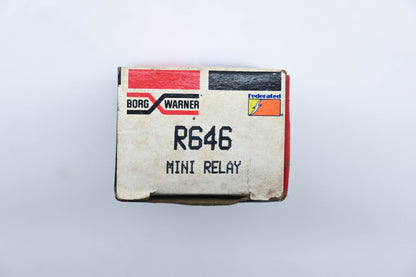 BORG WARNER
Federated
R646
MINI RELAY